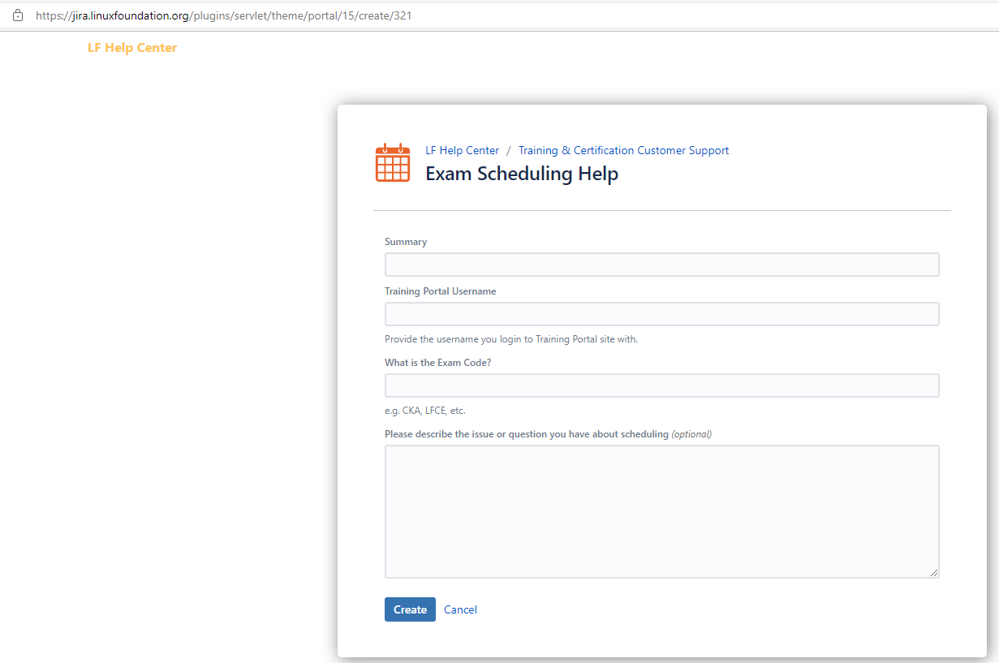 https://jira.linuxfoundation.org/plugins/servlet/theme/portal/15/create/321
LF Help Center
LF Help Center / Training & Certification Customer Support
Exam Scheduling Help
Summary
Training Portal Username
Provide the username you login to Training Portal site with.
What is the Exam Code?
e.g. CKA, LFCE, etc.
Please describe the issue or question you have about scheduling (optional)
Create Cancel